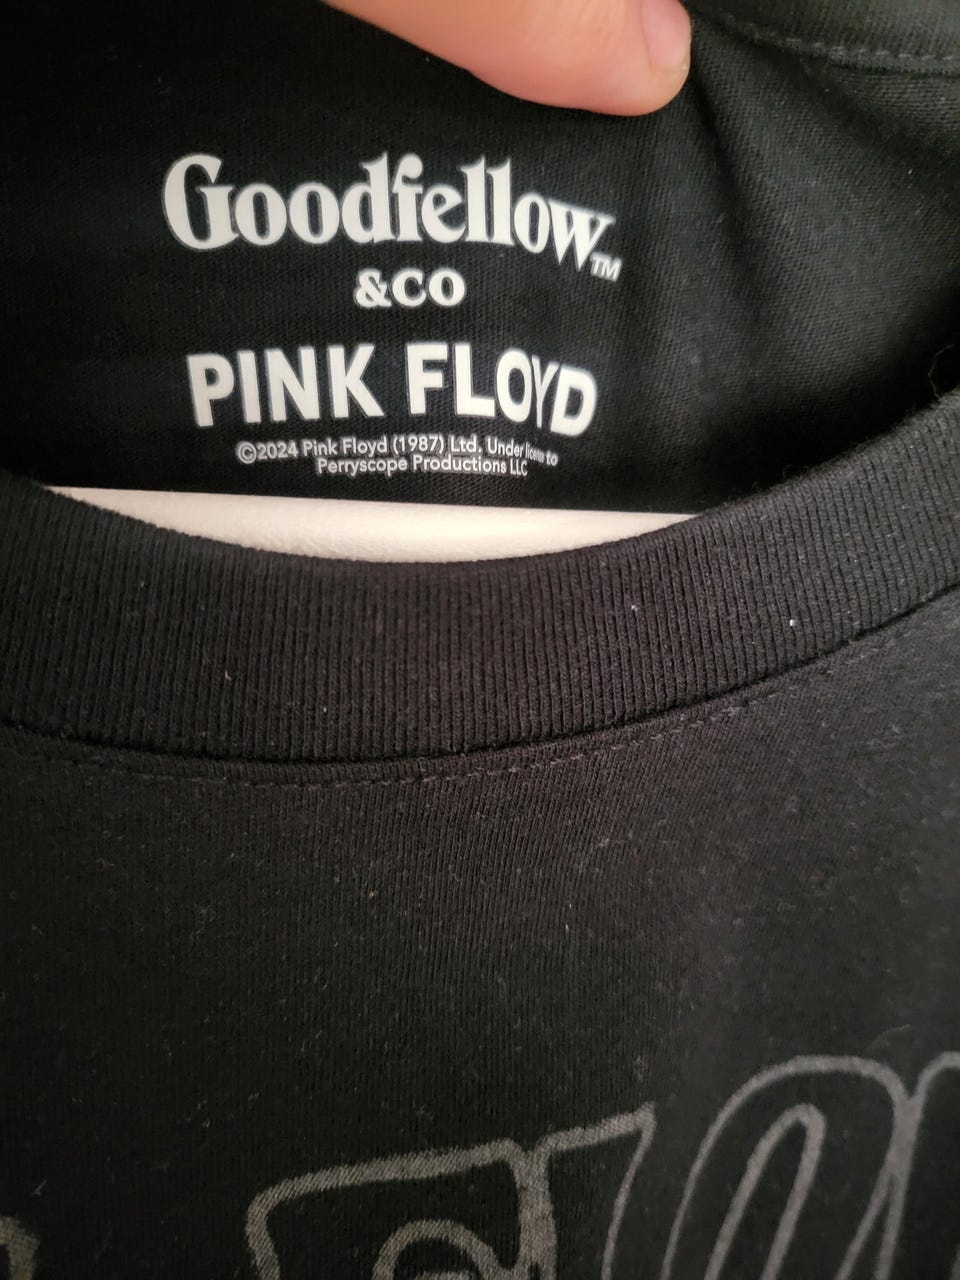 Goodfellow™
&CO
PINK FLOYD
©2024 Pink Floyd (1987) Ltd. Under license to
Perryscope Productions LLC